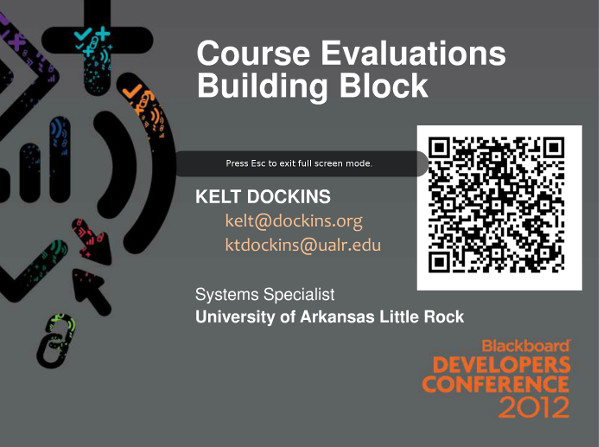 Course Evaluations
Building Block
Press Esc to exit full screen mode.
KELT DOCKINS
kelt@dockins.org
ktdockins@ualr.edu
Systems Specialist
University of Arkansas Little Rock
Blackboard
DEVELOPERS
CONFERENCE
2012